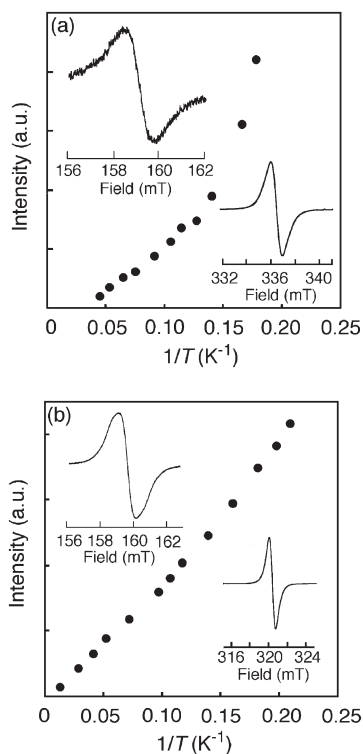 (a)
Intensity (a.u.)
156 158 160 162
Field (mT)
332 336 340
Field (mT)
0 0.05 0.10 0.15 0.20 0.25
1/T (K-1)
(b)
Intensity (a.u.)
156 158 160 162
Field (mT)
316 320 324
Field (mT)
0 0.05 0.1 0.15 0.20 0.25
1/T (K-1)